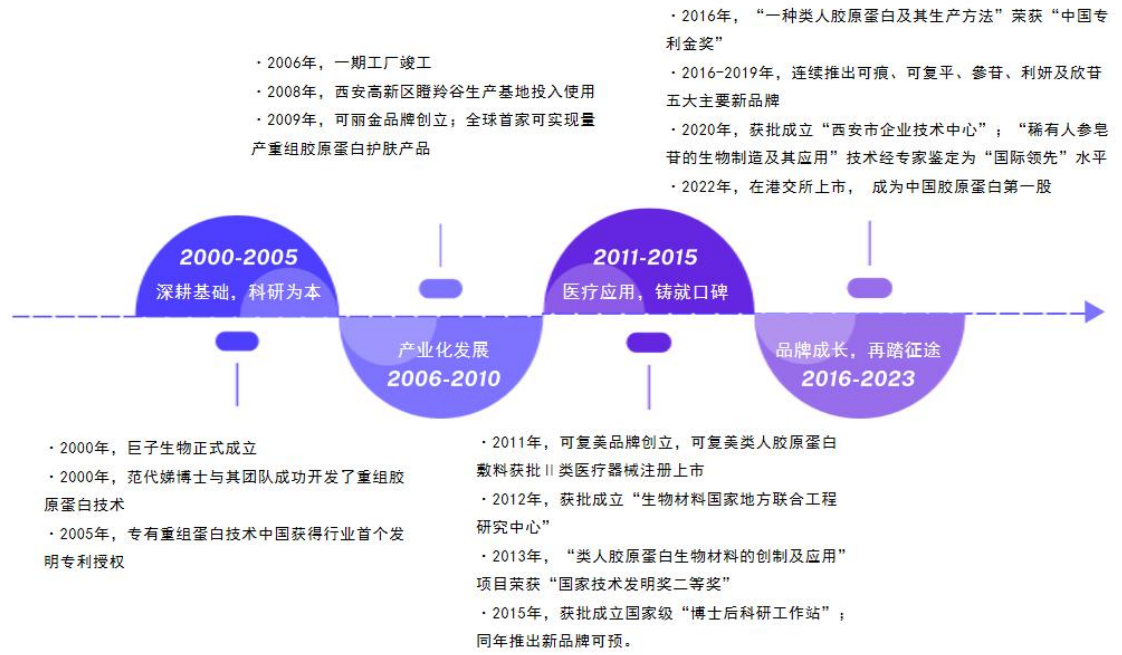 2000-2005
深耕基础，科研为本
·2000年，巨子生物正式成立
·2000年，范代娣博士与其团队成功开发了重组胶
原蛋白技术
·2005年，专有重组蛋白技术中国获得行业首个发
明专利授权
·2006年，一期工厂竣工
·2008年，西安高新区瞪羚谷生产基地投入使用
·2009年，可丽金品牌创立；全球首家可实现量
产重组胶原蛋白护肤产品
产业化发展
2006-2010
2011-2015
医疗应用，铸就口碑
·2011年，可复美品牌创立，可复美类人胶原蛋白
敷料获批Ⅱ类医疗器械注册上市
·2012年，获批成立“生物材料国家地方联合工程
研究中心”
·2013年，“类人胶原蛋白生物材料的创制及应用”
项目荣获“国家技术发明奖二等奖”
·2015年，获批成立国家级“博士后科研工作站”；
同年推出新品牌可预。
·2016年，“一种类人胶原蛋白及其生产方法”荣获“中国专
利金奖”
·2016-2019年，连续推出可痕、可复平、参苷、利妍及欣苷
五大主要新品牌
·2020年，获批成立“西安市企业技术中心”；“稀有人参皂
苷的生物制造及其应用”技术经专家鉴定为“国际领先”水平
·2022年，在港交所上市， 成为中国胶原蛋白第一股
品牌成长，再踏征途
2016-2023